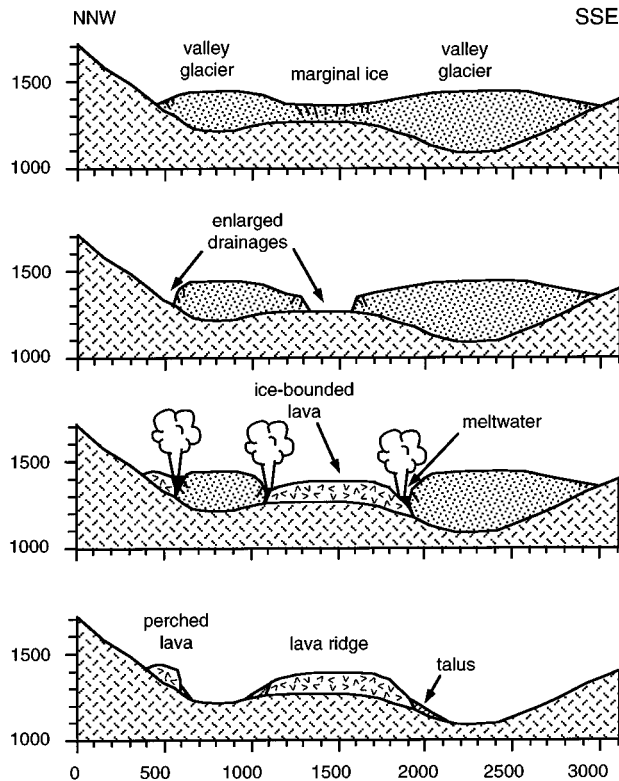 NNW
SSE
valley
glacier
marginal ice
valley
glacier
1500
1000
enlarged
drainages
1500
1000
ice-bounded
lava
meltwater
1500
1000
perched
lava
lava ridge
talus
1500
1000
0
500
1000
1500
2000
2500
3000